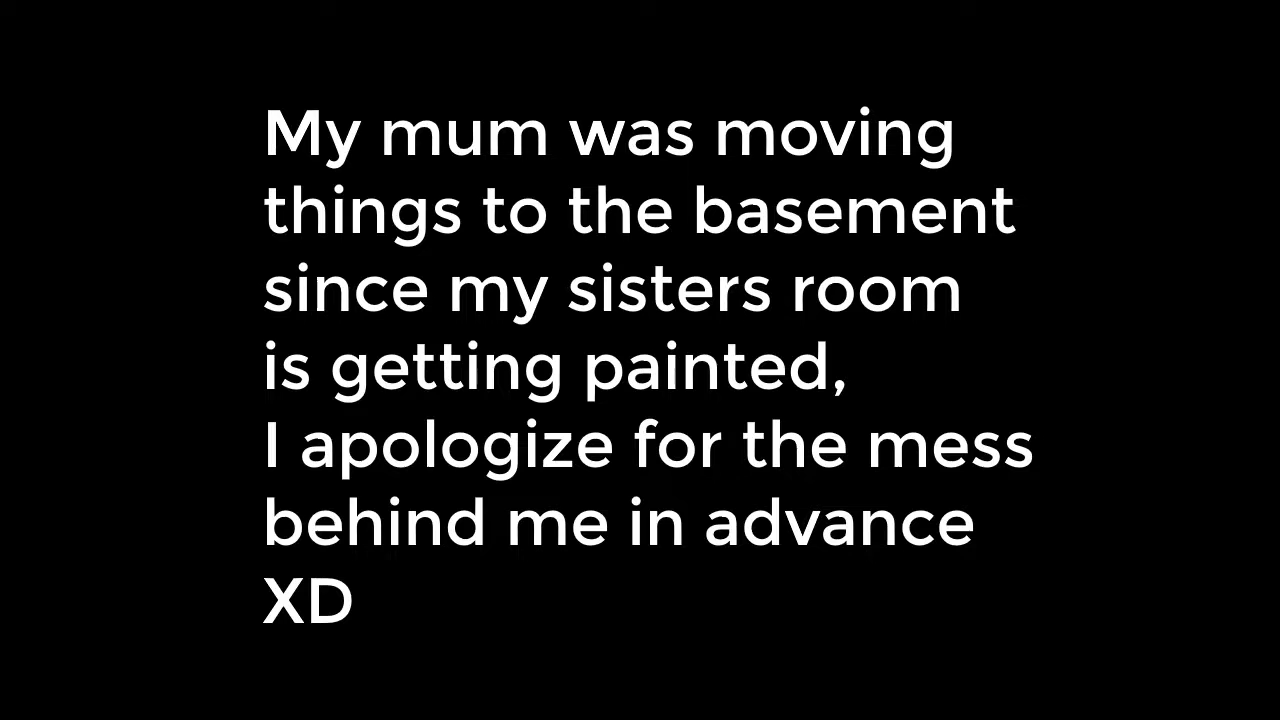 My mum was moving
things to the basement
since my sisters room
is getting painted,
I apologize for the mess
behind me in advance
XD